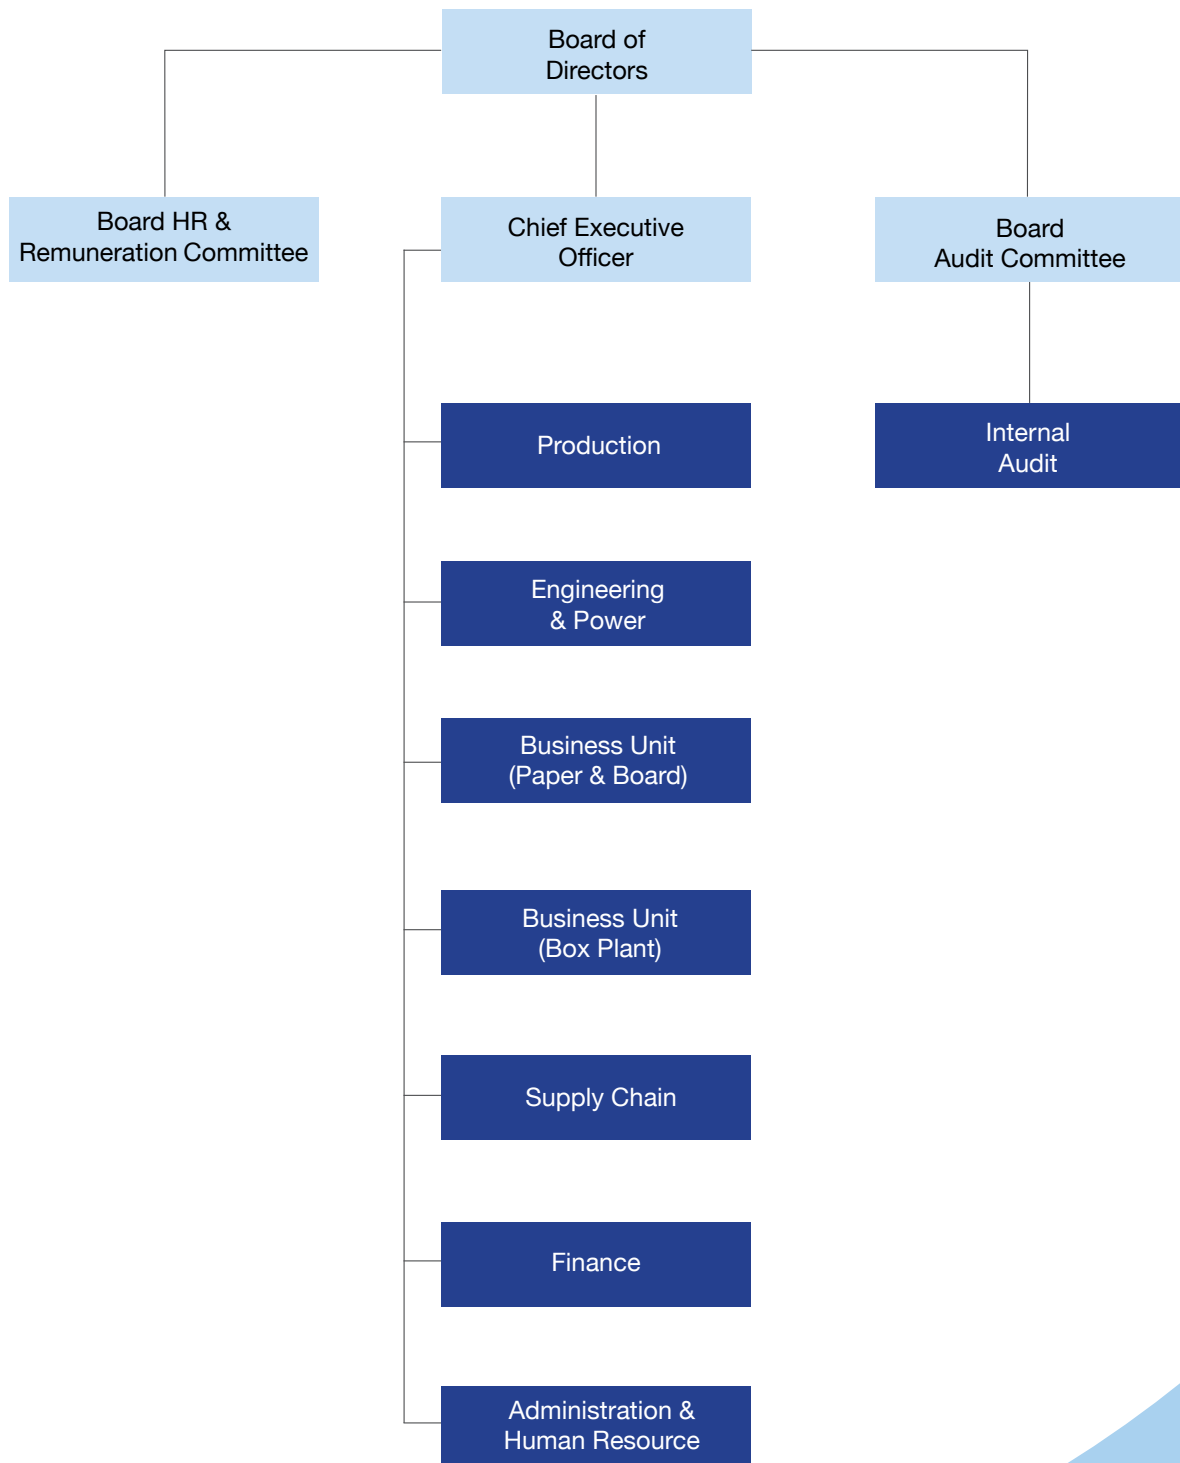 Board of
Directors
Board HR &
Remuneration Committee
Chief Executive
Officer
Board
Audit Committee
Production
Internal
Audit
Engineering
& Power
Business Unit
(Paper & Board)
Business Unit
(Box Plant)
Supply Chain
Finance
Administration &
Human Resource